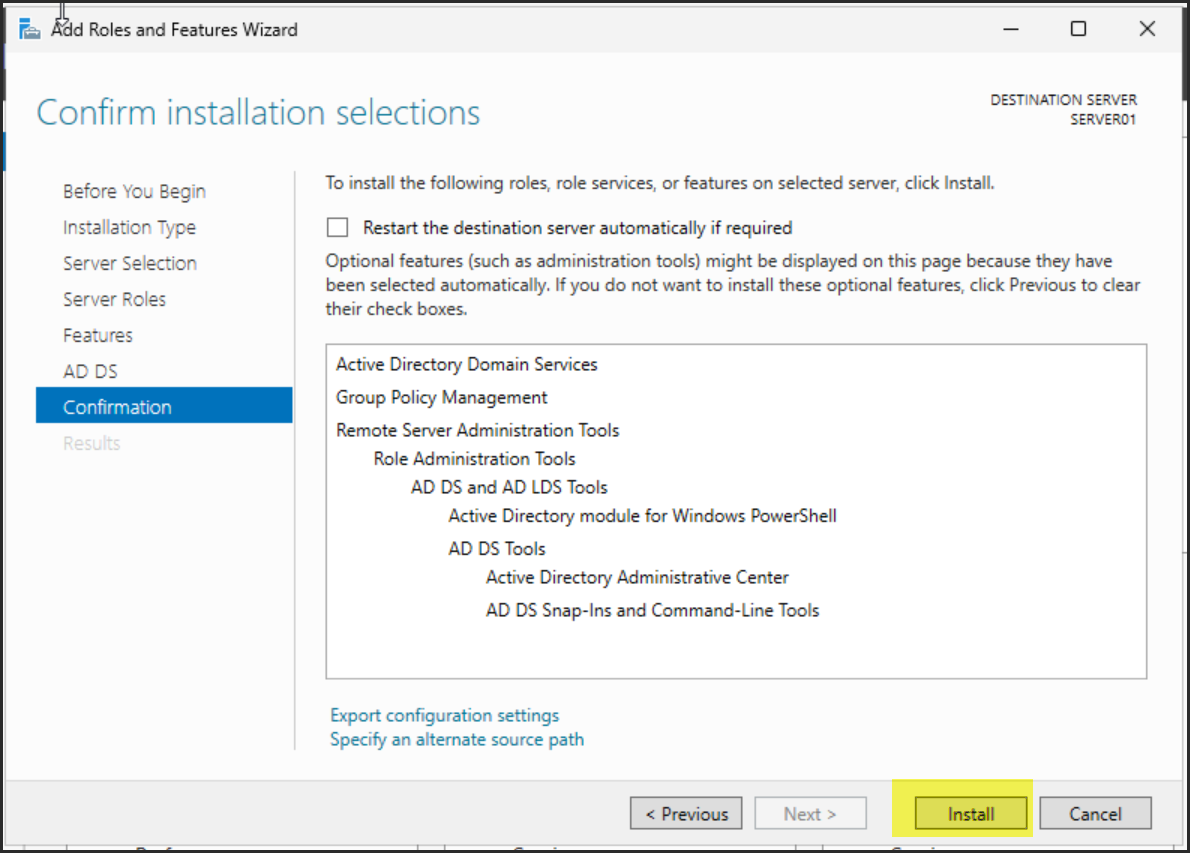 Add Roles and Features Wizard
Confirm installation selections
DESTINATION SERVER
SERVER01
Before You Begin
Installation Type
Server Selection
Server Roles
Features
AD DS
Confirmation
Results
To install the following roles, role services, or features on selected server, click Install.
Restart the destination server automatically if required
Optional features (such as administration tools) might be displayed on this page because they have
been selected automatically. If you do not want to install these optional features, click Previous to clear
their check boxes.
Active Directory Domain Services
Group Policy Management
Remote Server Administration Tools
Role Administration Tools
AD DS and AD LDS Tools
Active Directory module for Windows PowerShell
AD DS Tools
Active Directory Administrative Center
AD DS Snap-Ins and Command-Line Tools
Export configuration settings
Specify an alternate source path
< Previous
Next >
Install
Cancel